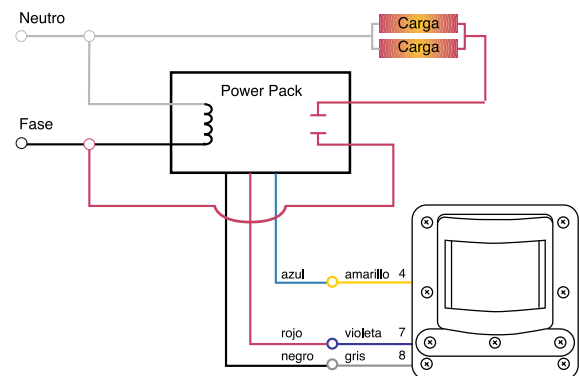 Neutro
Carga
Carga
Power Pack
Fase
azul amarillo 4
rojo violeta 7
negro gris 8